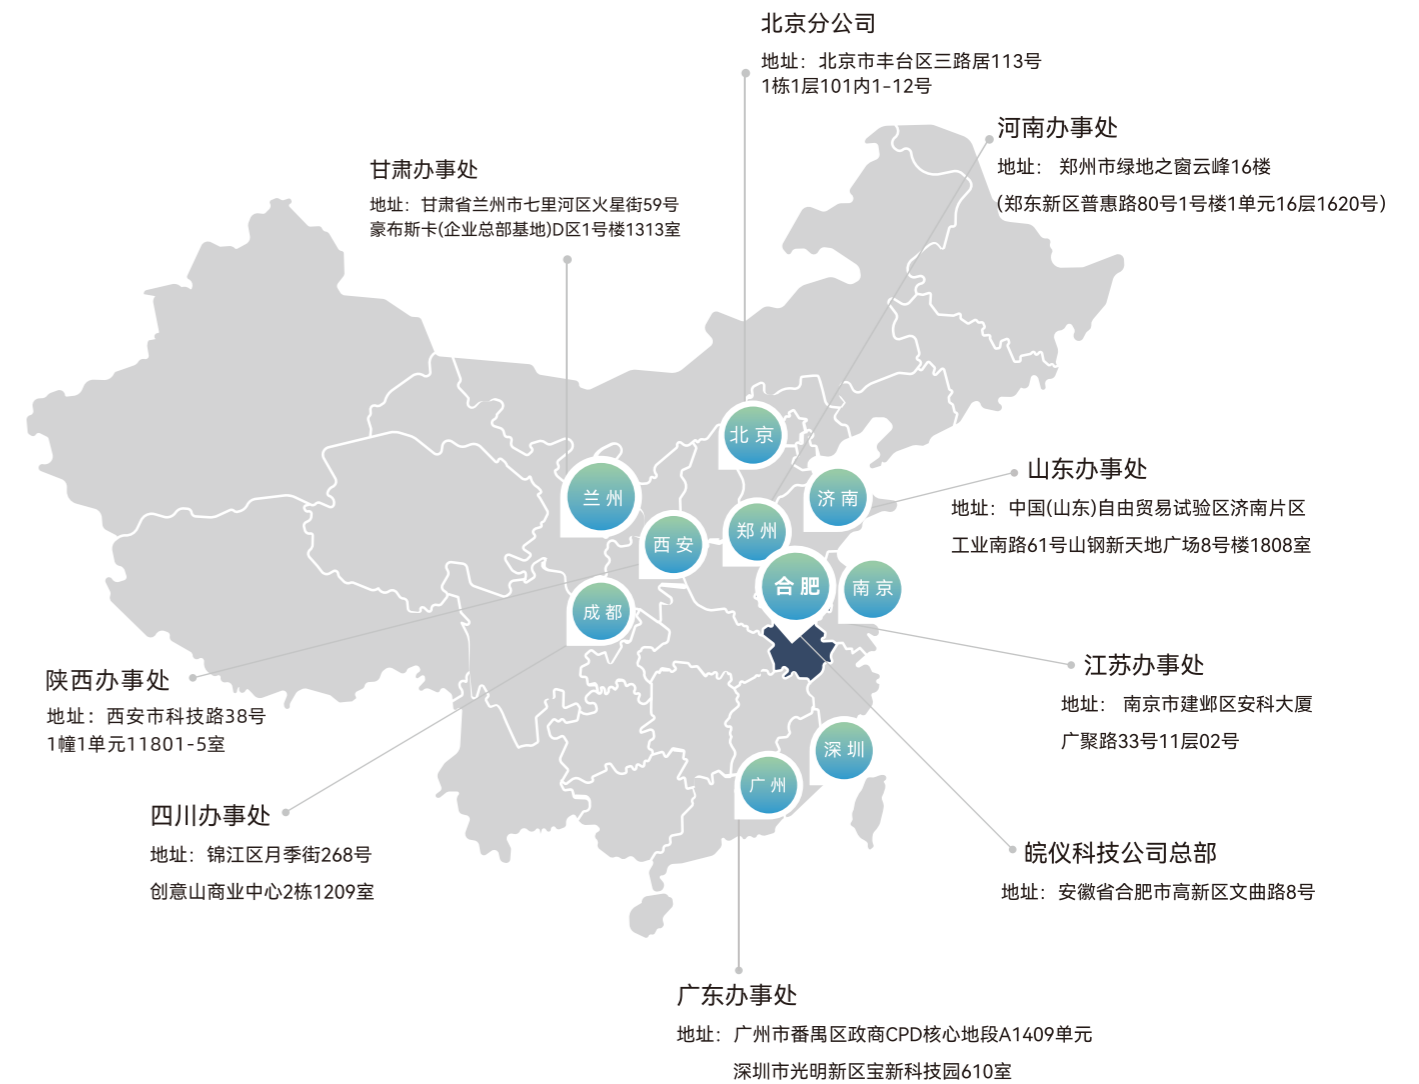 北京分公司
地址：北京市丰台区三路居113号
1栋1层101内1-12号
河南办事处
地址： 郑州市绿地之窗云峰16楼
(郑东新区普惠路80号1号楼1单元16层1620号)
甘肃办事处
地址：甘肃省兰州市七里河区火星街59号
豪布斯卡(企业总部基地)D区1号楼1313室
北京
兰州
济南
郑州
西安
合肥
南京
成都
深圳
广州
山东办事处
地址：中国(山东)自由贸易试验区济南片区
工业南路61号山钢新天地广场8号楼1808室
江苏办事处
地址： 南京市建邺区安科大厦
广聚路33号11层02号
陕西办事处
地址：西安市科技路38号
1幢1单元11801-5室
四川办事处
地址：锦江区月季街268号
创意山商业中心2栋1209室
皖仪科技公司总部
地址：安徽省合肥市高新区文曲路8号
广东办事处
地址：广州市番禺区政商CPD核心地段A1409单元
深圳市光明新区宝新科技园610室